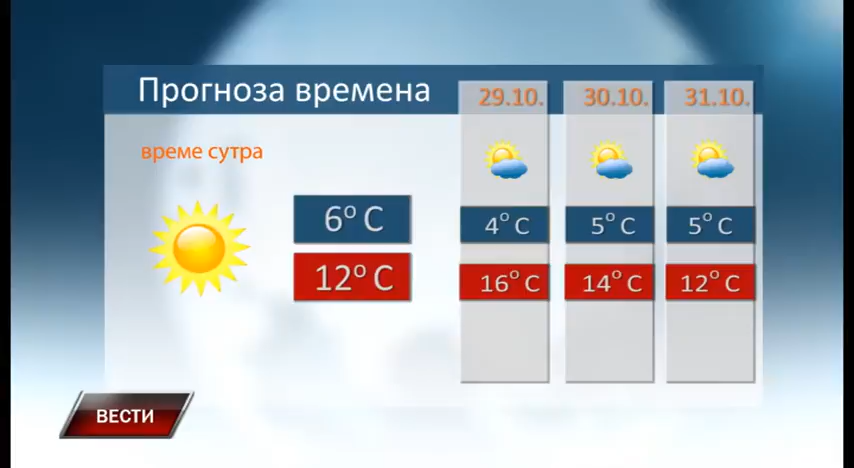 Прогноза времена
време сутра
6° C
12° C
29.10. 30.10. 31.10.
4° C 5° C 5° C
16° C 14° C 12° C
ВЕСТИ